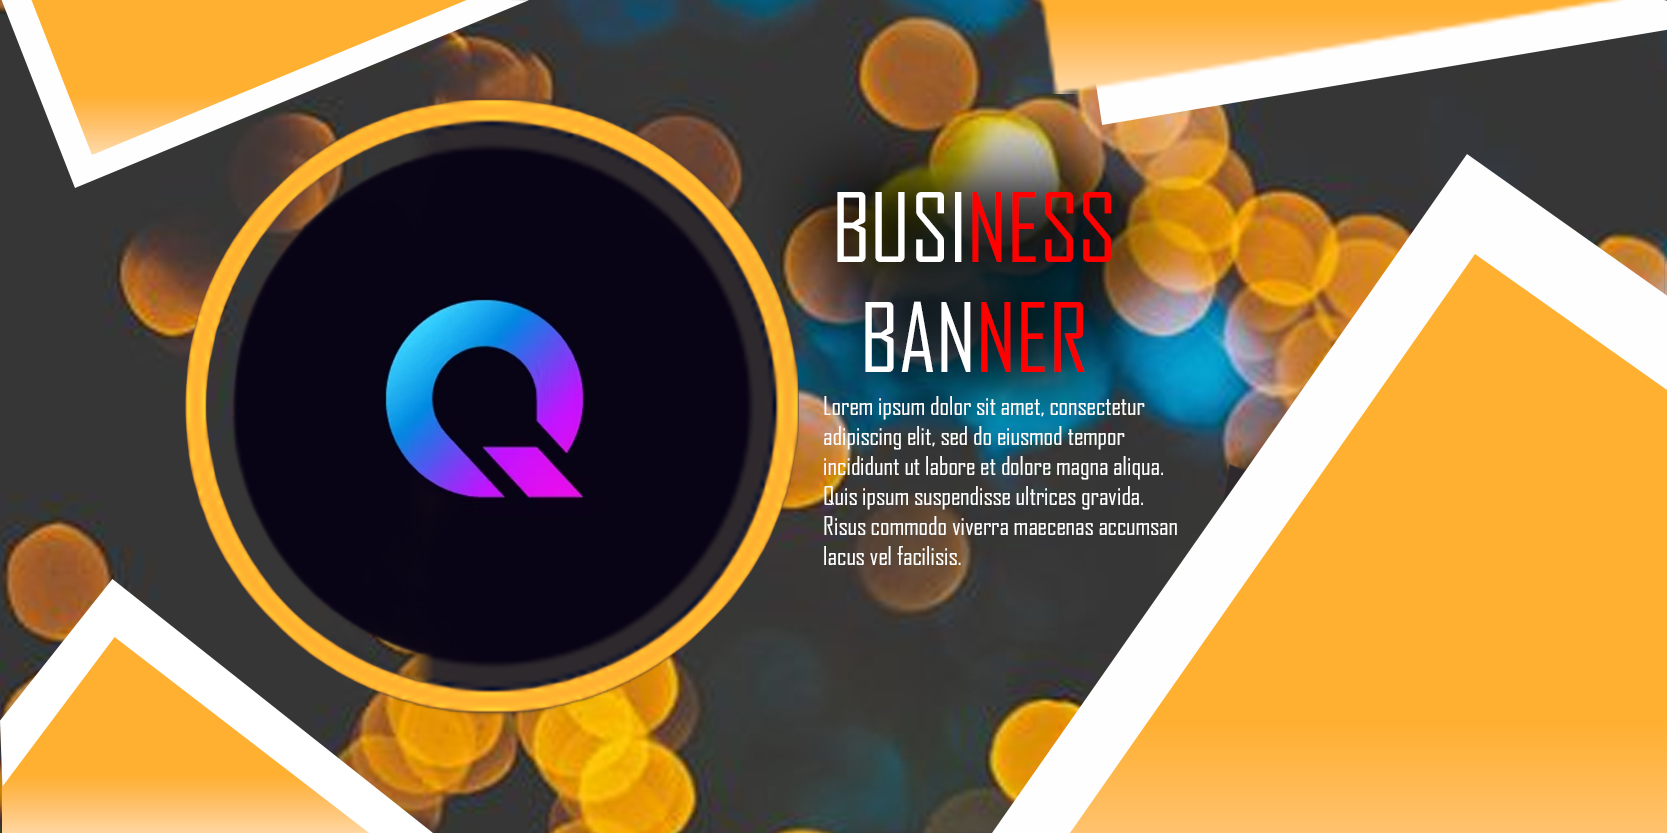 BUSINESS
BANNER
Lorem ipsum dolor sit amet, consectetur
adipiscing elit, sed do eiusmod tempor
incididunt ut labore et dolore magna aliqua.
Quis ipsum suspendisse ultrices gravida.
Risus commodo viverra maecenas accumsan
lacus vel facilisis.